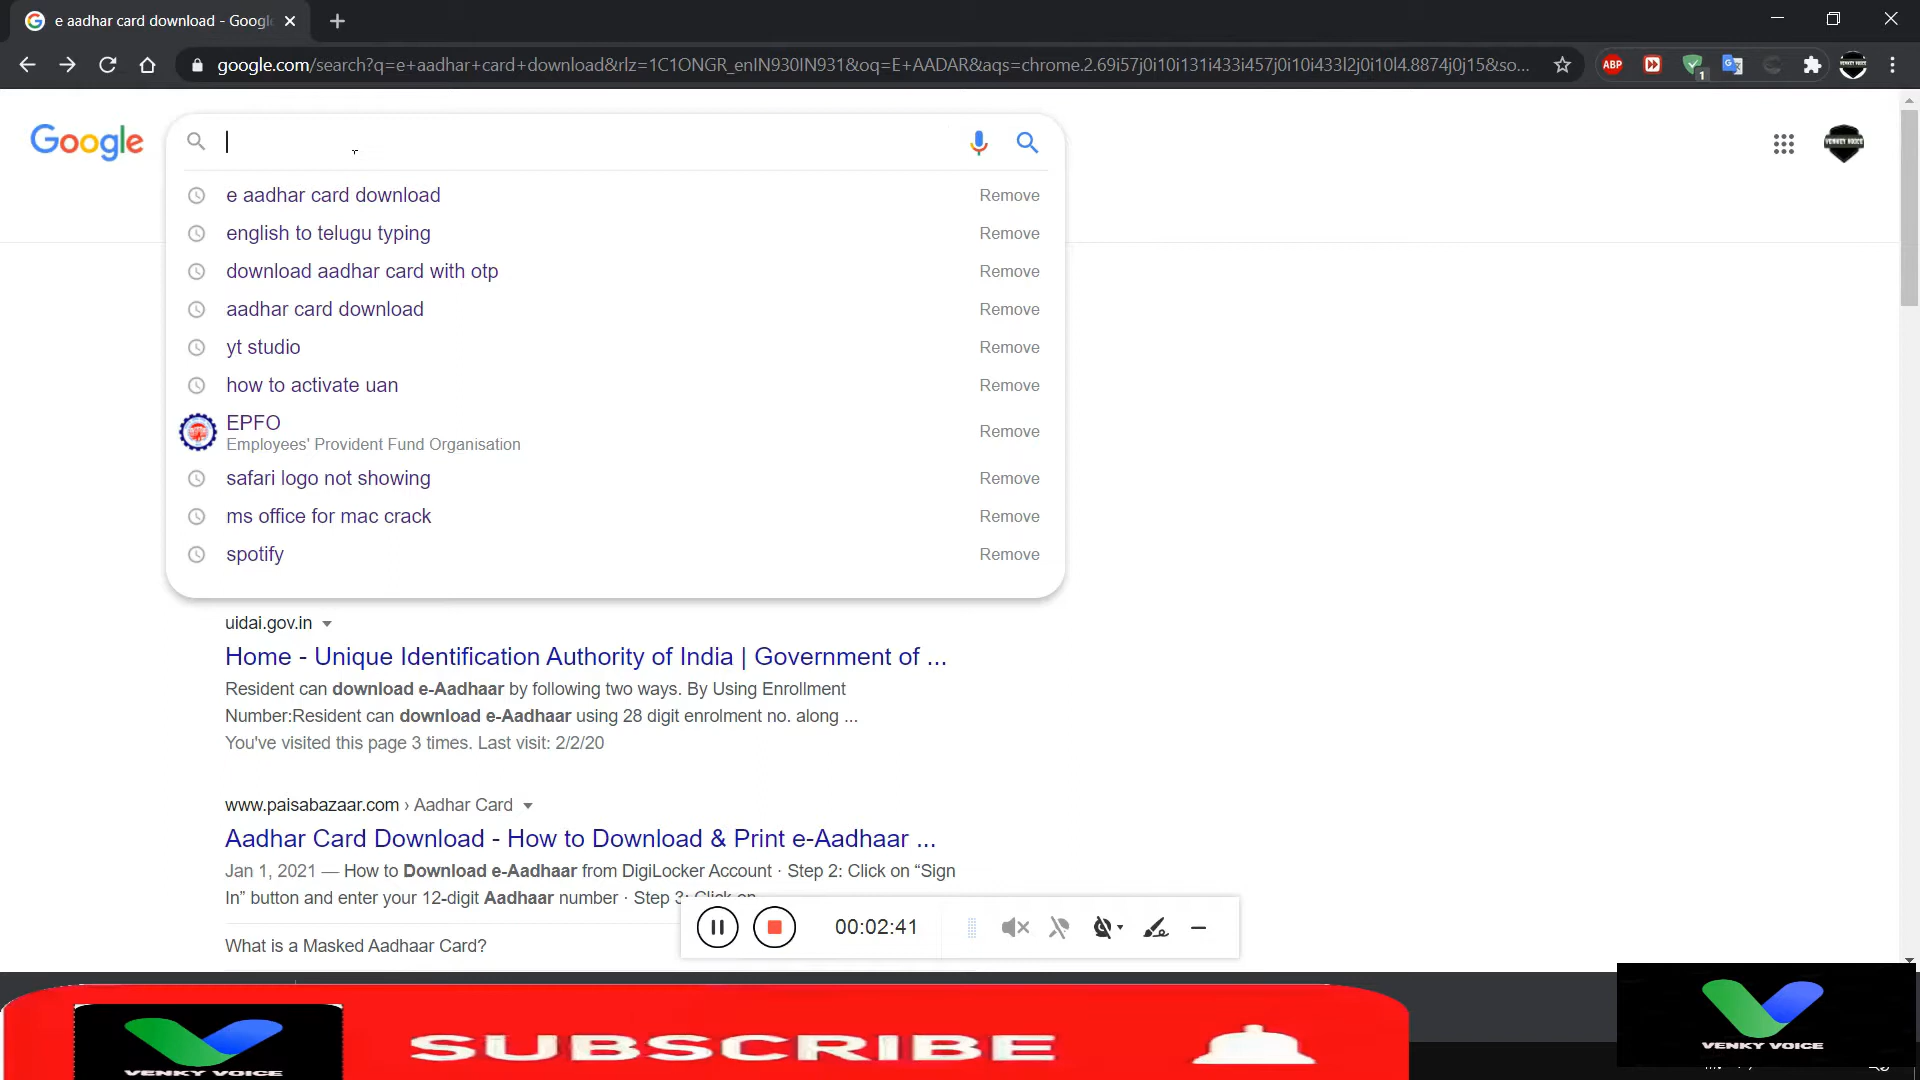 e aadhar card download - Google
google.com/search?q=e+aadhar+card+download&rlz=1C1ONGR_enIN930IN931&oq=E+AADAR&aqs=chrome.2.69i57j0i10i131i433i457j0i10i433l2j0i10l4.8874j0j15&so...
ABP
1
Google
e aadhar card download Remove
english to telugu typing Remove
download aadhar card with otp Remove
aadhar card download Remove
yt studio Remove
how to activate uan Remove
EPFO
Employees' Provident Fund Organisation Remove
safari logo not showing Remove
ms office for mac crack Remove
spotify Remove
uidai.gov.in
Home - Unique Identification Authority of India | Government of ...
Resident can download e-Aadhaar by following two ways. By Using Enrollment
Number:Resident can download e-Aadhaar using 28 digit enrolment no. along ...
You've visited this page 3 times. Last visit: 2/2/20
www.paisabazaar.com › Aadhar Card
Aadhar Card Download - How to Download & Print e-Aadhaar ...
Jan 1, 2021 — How to Download e-Aadhaar from DigiLocker Account · Step 2: Click on “Sign
In” button and enter your 12-digit Aadhaar number · Step 3: Click on
What is a Masked Aadhaar Card?
00:02:41
SUBSCRIBE
VENKY VOICE
VENKY VOICE